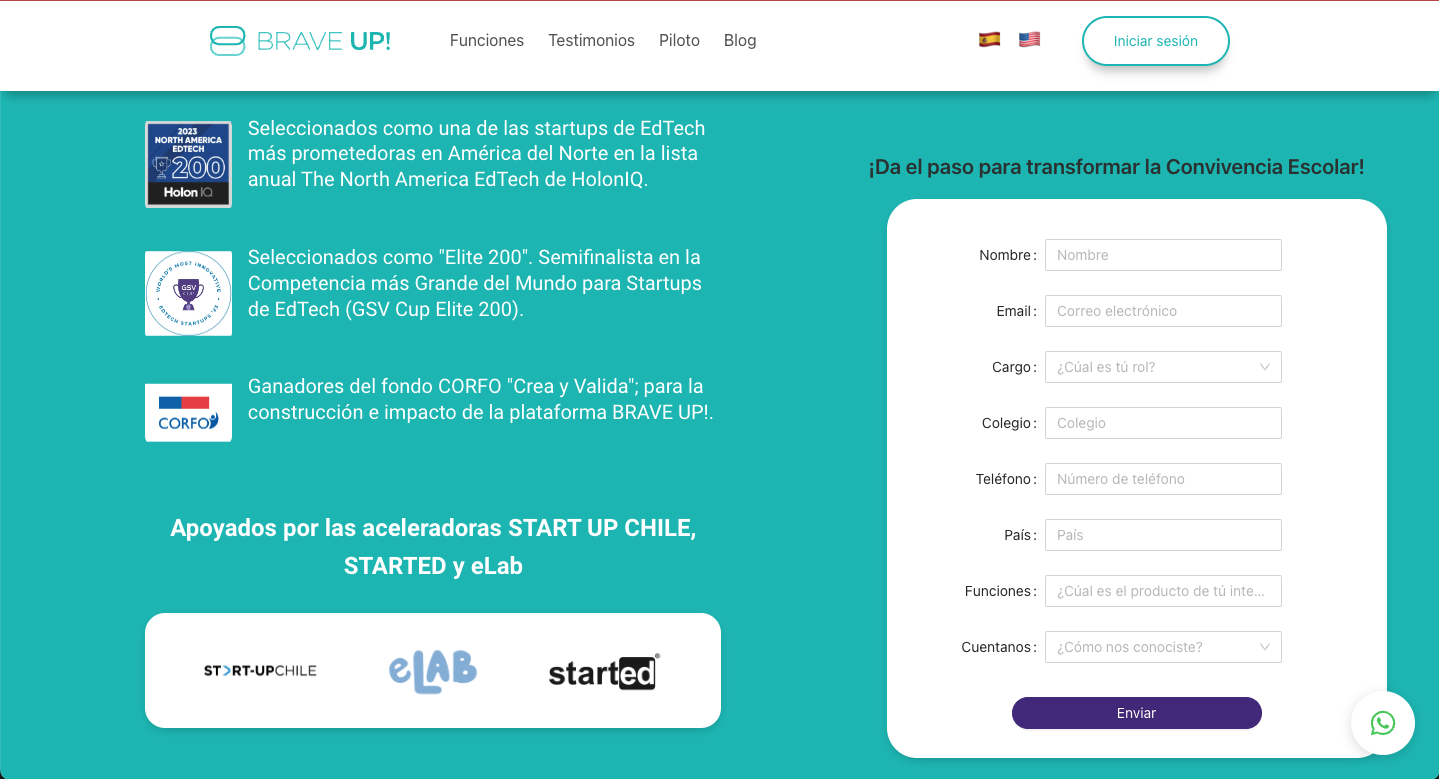 BRAVE UP!
Funciones
Testimonios
Piloto
Blog
Iniciar sesión
2023
NORTH AMERICA
EDTECH
200
HolonIQ
Seleccionados como una de las startups de EdTech
más prometedoras en América del Norte en la lista
anual The North America EdTech de HolonIQ.
WORLD'S MOST INNOVATIVE
GSV
CUP
EDTECH STARTUPS '23
Seleccionados como "Elite 200". Semifinalista en la
Competencia más Grande del Mundo para Startups
de EdTech (GSV Cup Elite 200).
CORFO
Ganadores del fondo CORFO "Crea y Valida"; para la
construcción e impacto de la plataforma BRAVE UP!.
Apoyados por las aceleradoras START UP CHILE,
STARTED y eLab
START-UPCHILE
eLAB
started®
¡Da el paso para transformar la Convivencia Escolar!
Nombre: Nombre
Email: Correo electrónico
Cargo: ¿Cúal es tú rol?
Colegio: Colegio
Teléfono: Número de teléfono
País: País
Funciones: ¿Cúal es el producto de tú inte...
Cuentanos: ¿Cómo nos conociste?
Enviar